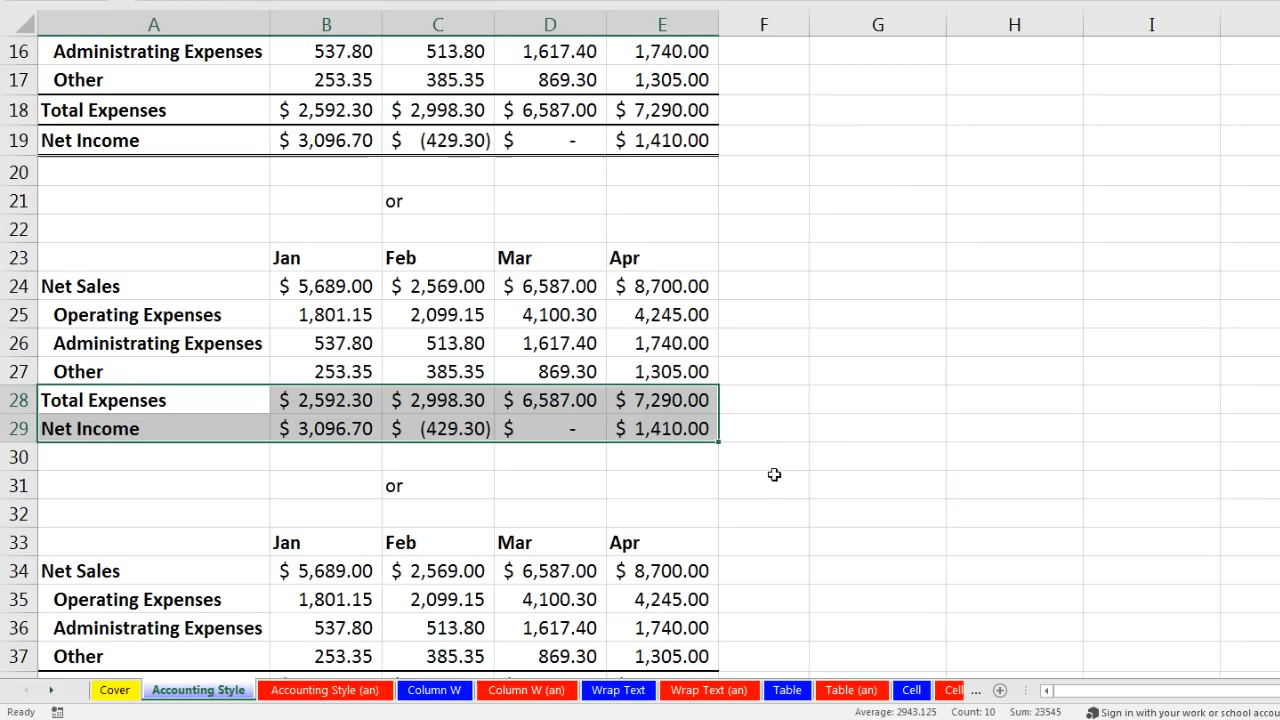 A B C D E F G H I
16 Administrating Expenses 537.80 513.80 1,617.40 1,740.00
17 Other 253.35 385.35 869.30 1,305.00
18 Total Expenses $ 2,592.30 $ 2,998.30 $ 6,587.00 $ 7,290.00
19 Net Income $ 3,096.70 $ (429.30) $ - $ 1,410.00
20
21 or
22
23 Jan Feb Mar Apr
24 Net Sales $ 5,689.00 $ 2,569.00 $ 6,587.00 $ 8,700.00
25 Operating Expenses 1,801.15 2,099.15 4,100.30 4,245.00
26 Administrating Expenses 537.80 513.80 1,617.40 1,740.00
27 Other 253.35 385.35 869.30 1,305.00
28 Total Expenses $ 2,592.30 $ 2,998.30 $ 6,587.00 $ 7,290.00
29 Net Income $ 3,096.70 $ (429.30) $ - $ 1,410.00
30
31 or
32
33 Jan Feb Mar Apr
34 Net Sales $ 5,689.00 $ 2,569.00 $ 6,587.00 $ 8,700.00
35 Operating Expenses 1,801.15 2,099.15 4,100.30 4,245.00
36 Administrating Expenses 537.80 513.80 1,617.40 1,740.00
37 Other 253.35 385.35 869.30 1,305.00
Cover Accounting Style Accounting Style (an) Column W Column W (an) Wrap Text Wrap Text (an) Table Table (an) Cell Cell ...
Ready Average: 2943.125 Count: 10 Sum: 23545 Sign in with your work or school accou